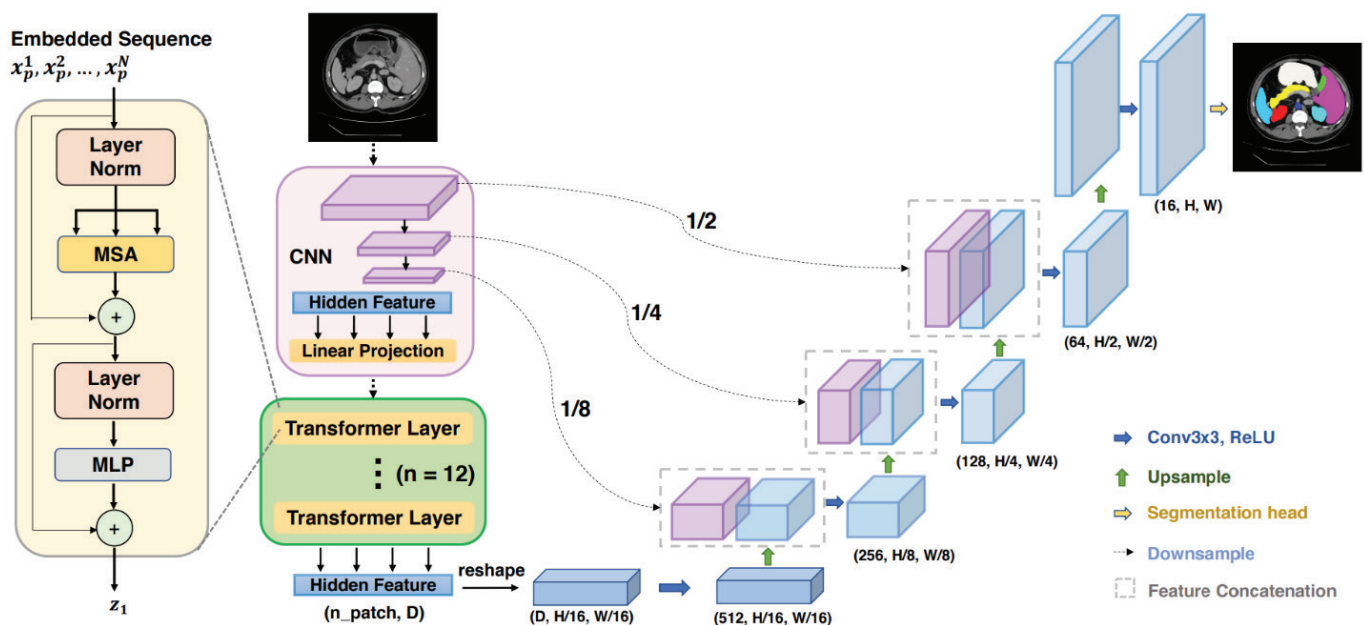 Embedded Sequence
x_p^1, x_p^2, ... , x_p^N
Layer
Norm
MSA
+
Layer
Norm
MLP
+
z_1
CNN
Hidden Feature
Linear Projection
Transformer Layer
(n = 12)
Transformer Layer
Hidden Feature
(n_patch, D)
reshape
(D, H/16, W/16)
(512, H/16, W/16)
1/2
1/4
1/8
(256, H/8, W/8)
(128, H/4, W/4)
(64, H/2, W/2)
(16, H, W)
Conv3x3, ReLU
Upsample
Segmentation head
Downsample
Feature Concatenation